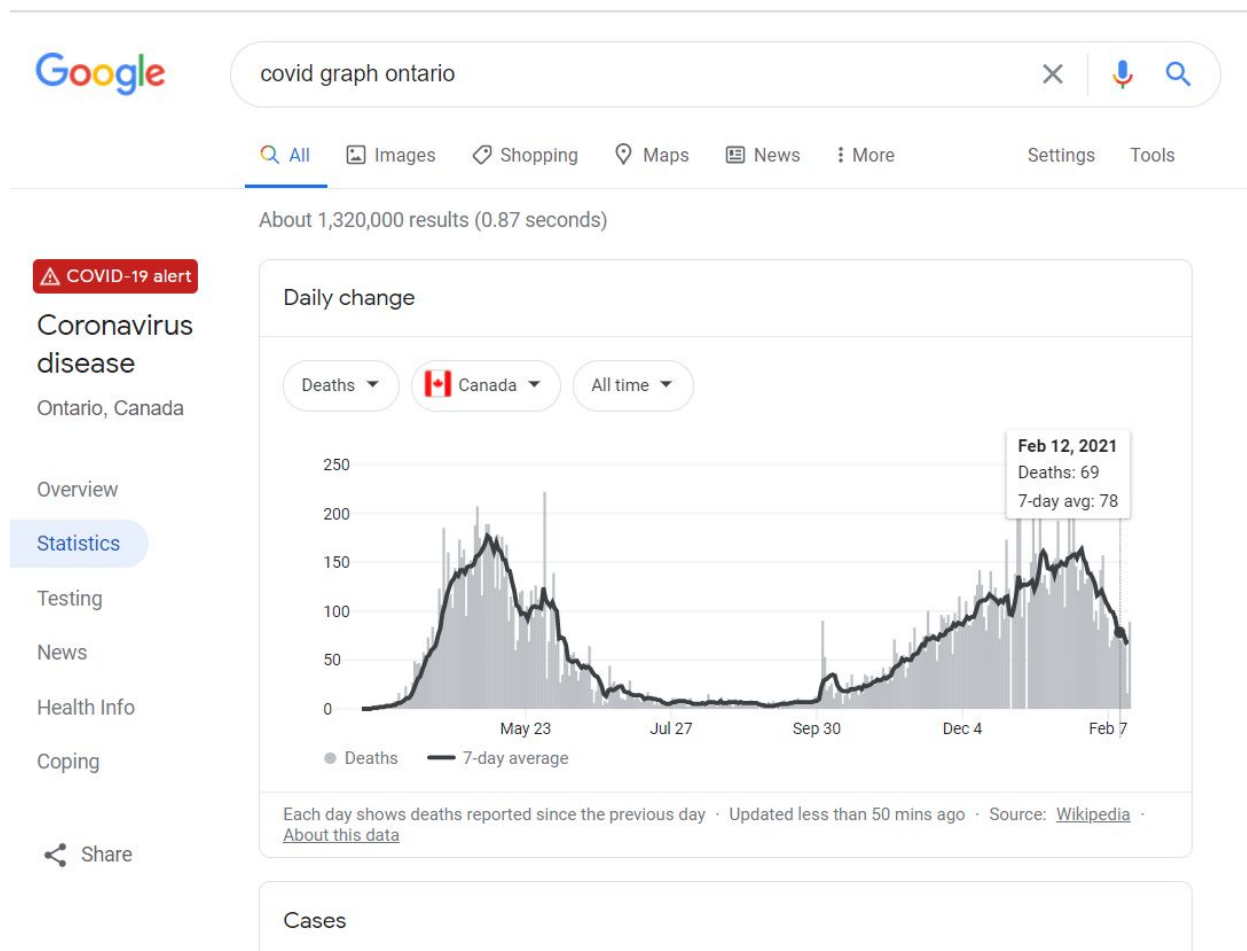 Google
covid graph ontario
All Images Shopping Maps News More Settings Tools
About 1,320,000 results (0.87 seconds)
COVID-19 alert
Coronavirus
disease
Ontario, Canada
Overview
Statistics
Testing
News
Health Info
Coping
Share
Daily change
Deaths Canada All time
Feb 12, 2021
Deaths: 69
7-day avg: 78
250
200
150
100
50
0
May 23 Jul 27 Sep 30 Dec 4 Feb 7
Deaths 7-day average
Each day shows deaths reported since the previous day · Updated less than 50 mins ago · Source: Wikipedia ·
About this data
Cases